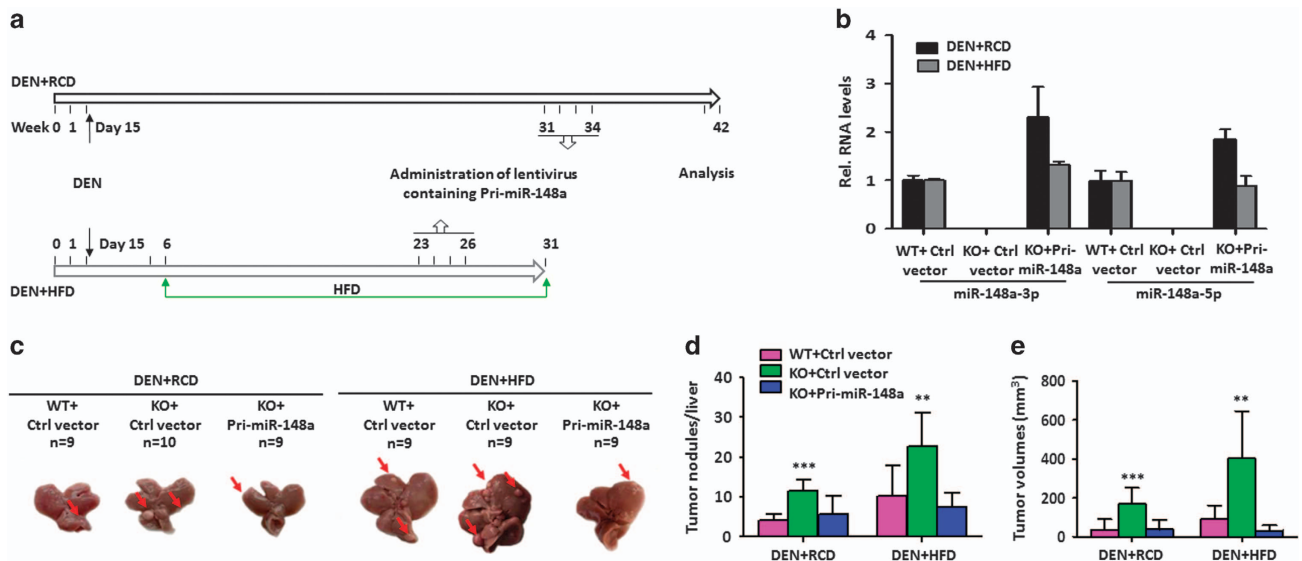 a
DEN+RCD
Week 0 1 Day 15 31 34 42
DEN
Administration of lentivirus
containing Pri-miR-148a
Analysis
0 1 Day 15 6 23 26 31
DEN+HFD
HFD
b
Rel. RNA levels
4
3
2
1
0
DEN+RCD
DEN+HFD
WT+ Ctrl
vector
KO+ Ctrl
vector
KO+Pri-
miR-148a
WT+ Ctrl
vector
KO+ Ctrl
vector
KO+Pri-
miR-148a
miR-148a-3p
miR-148a-5p
c
DEN+RCD
WT+
Ctrl vector
n=9
KO+
Ctrl vector
n=10
KO+
Pri-miR-148a
n=9
DEN+HFD
WT+
Ctrl vector
n=9
KO+
Ctrl vector
n=9
KO+
Pri-miR-148a
n=9
d
WT+Ctrl vector
KO+Ctrl vector
KO+Pri-miR-148a
Tumor nodules/liver
40
30
20
10
0
***
**
DEN+RCD
DEN+HFD
e
Tumor volumes (mm³)
800
600
400
200
0
***
**
DEN+RCD
DEN+HFD